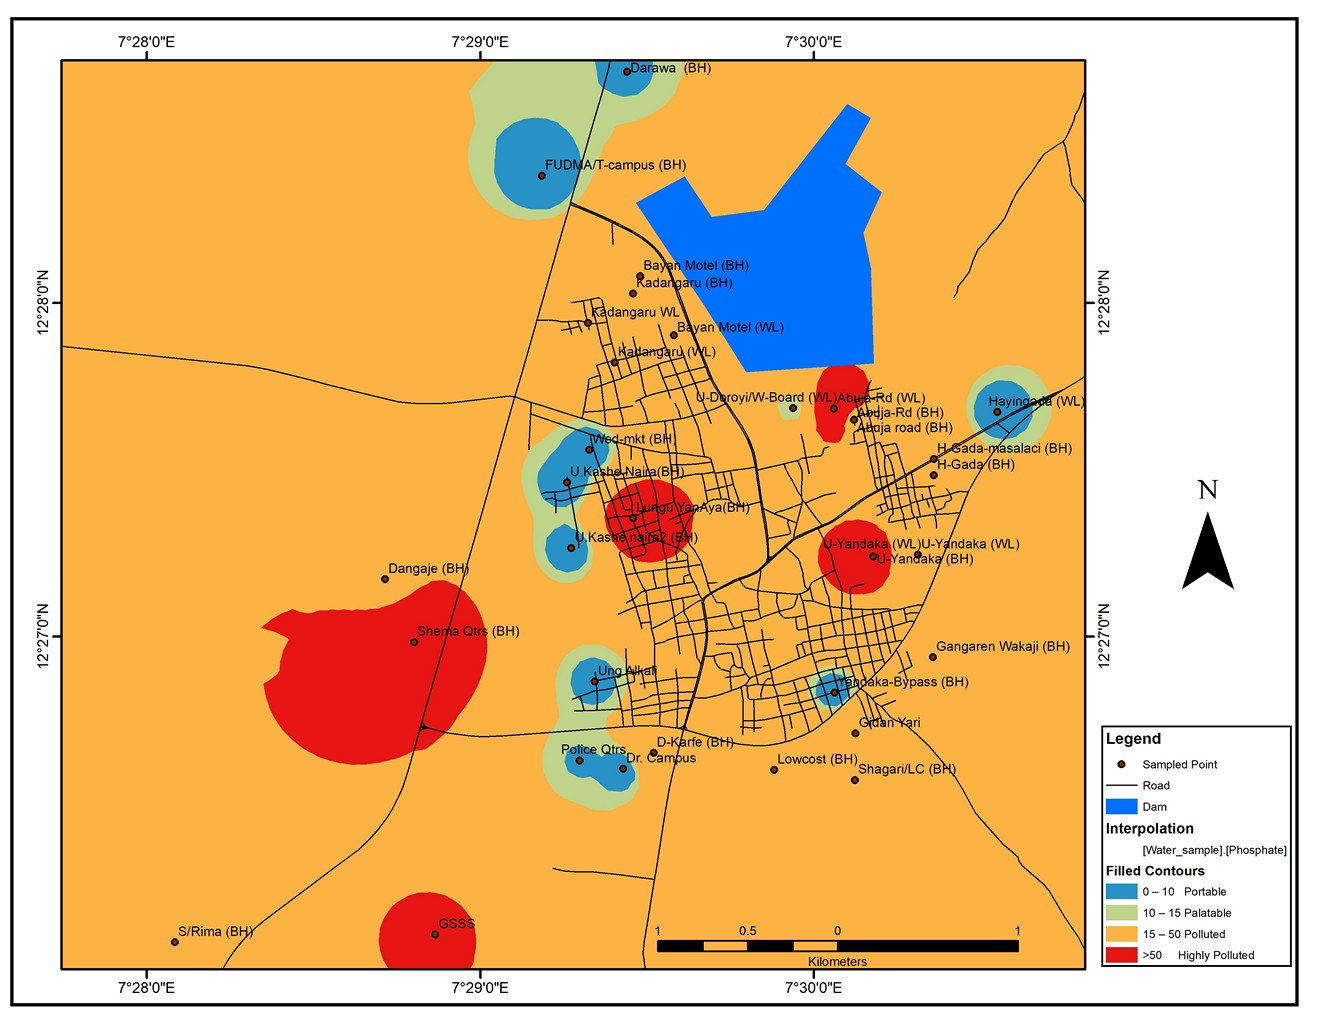 7°28'0"E 7°29'0"E 7°30'0"E
Darawa (BH)
FUDMA/T-campus (BH)
Bayan Motel (BH)
Kadangaru (BH)
12°28'0"N
12°28'0"N
Kadangaru WL
Bayan Motel (WL)
Kadangaru (WL)
U-Doroyi/W-Board (WL)
Abuja-Rd (WL)
Hayingada (WL)
Abuja-Rd (BH)
Abuja road (BH)
Wed-mkt (BH)
H-Gada-masalaci (BH)
H-Gada (BH)
U.Kashe Naira(BH)
Lungu YanAya(BH)
U.Kashe naira2 (BH)
U-Yandaka (WL)
U-Yandaka (WL)
U-Yandaka (BH)
Dangaje (BH)
12°27'0"N
12°27'0"N
Shema Qtrs (BH)
Gangaren Wakaji (BH)
Ung Alkali
Yandaka-Bypass (BH)
Gidan Yari
D-Karfe (BH)
Police Qtrs
Dr. Campus
Lowcost (BH)
Shagari/LC (BH)
S/Rima (BH)
GSSS
1 0.5 0 1
Kilometers
7°28'0"E 7°29'0"E 7°30'0"E
N
Legend
Sampled Point
Road
Dam
Interpolation
[Water_sample].[Phosphate]
Filled Contours
0 – 10 Portable
10 – 15 Palatable
15 – 50 Polluted
>50 Highly Polluted